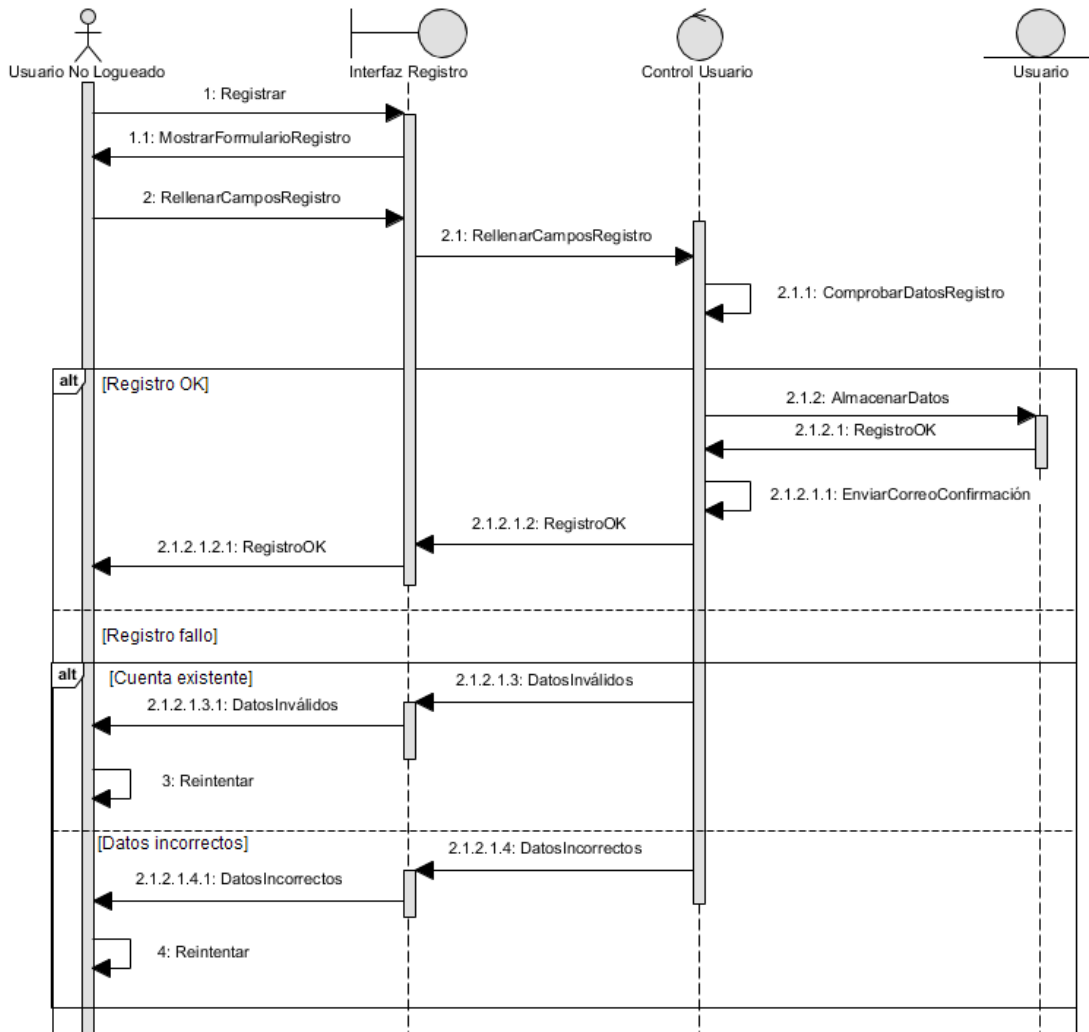 Usuario No Logueado
Interfaz Registro
Control Usuario
Usuario
1: Registrar
1.1: MostrarFormularioRegistro
2: RellenarCamposRegistro
2.1: RellenarCamposRegistro
2.1.1: ComprobarDatosRegistro
alt
[Registro OK]
2.1.2: AlmacenarDatos
2.1.2.1: RegistroOK
2.1.2.1.1: EnviarCorreoConfirmación
2.1.2.1.2: RegistroOK
2.1.2.1.2.1: RegistroOK
[Registro fallo]
alt
[Cuenta existente]
2.1.2.1.3: DatosInválidos
2.1.2.1.3.1: DatosInválidos
3: Reintentar
[Datos incorrectos]
2.1.2.1.4: DatosIncorrectos
2.1.2.1.4.1: DatosIncorrectos
4: Reintentar